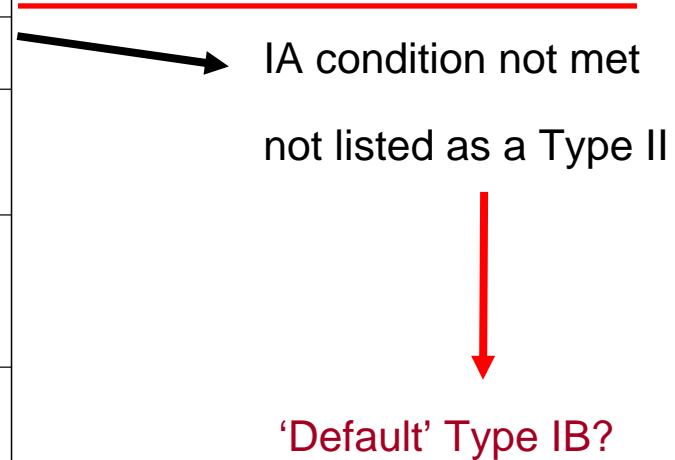 IA condition not met
not listed as a Type II
‘Default’ Type IB?